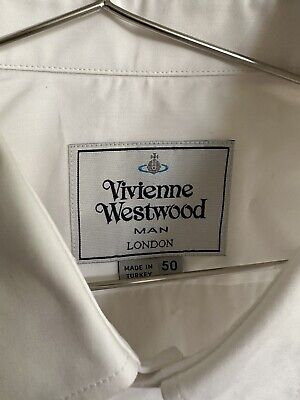 Vivienne
Westwood
MAN
LONDON
MADE IN
TURKEY
50